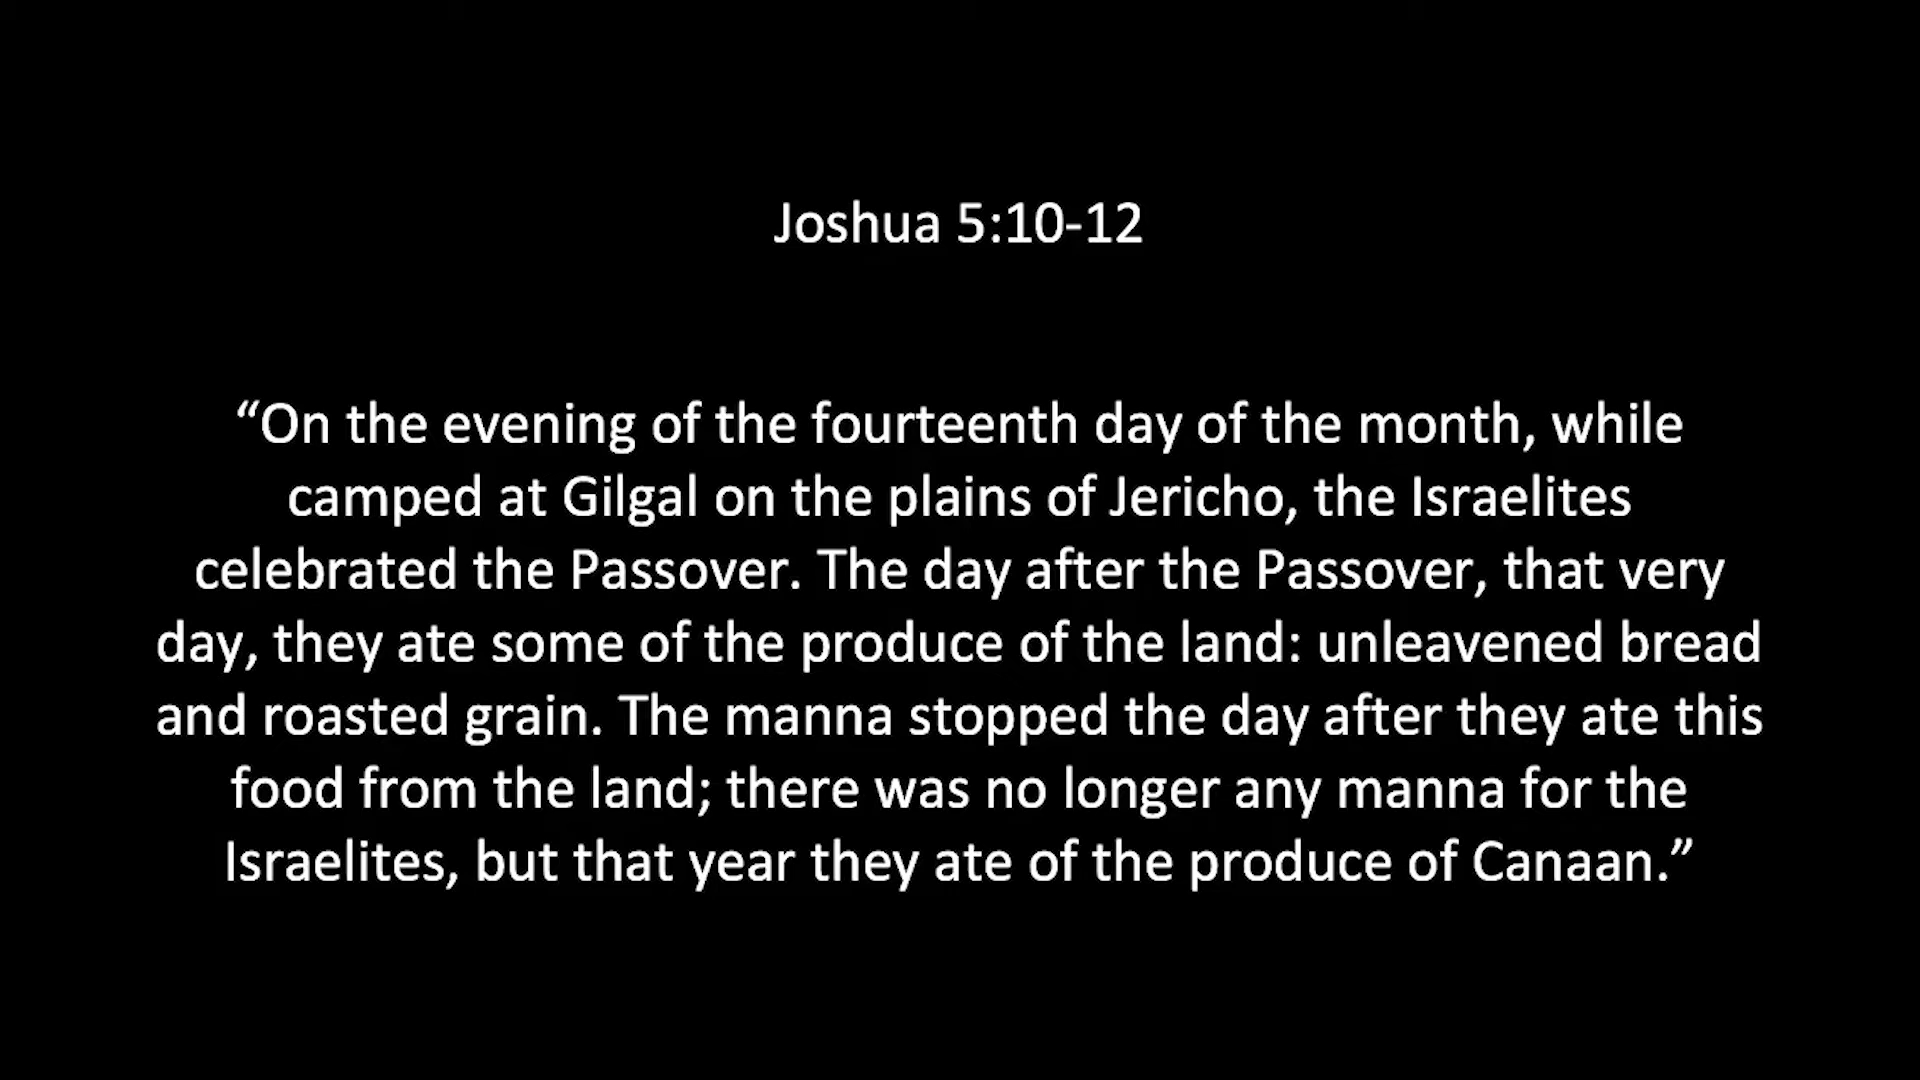 Joshua 5:10-12
“On the evening of the fourteenth day of the month, while
camped at Gilgal on the plains of Jericho, the Israelites
celebrated the Passover. The day after the Passover, that very
day, they ate some of the produce of the land: unleavened bread
and roasted grain. The manna stopped the day after they ate this
food from the land; there was no longer any manna for the
Israelites, but that year they ate of the produce of Canaan.”